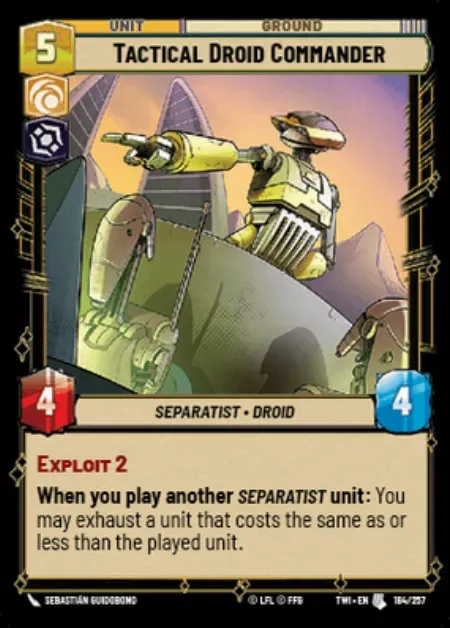 UNIT
GROUND
5
TACTICAL DROID COMMANDER
4
SEPARATIST • DROID
4
EXPLOIT 2
When you play another SEPARATIST unit: You
may exhaust a unit that costs the same as or
less than the played unit.
SEBASTIÁN GUIDOBONO
© LFL © FFG
TWI • EN
184/257